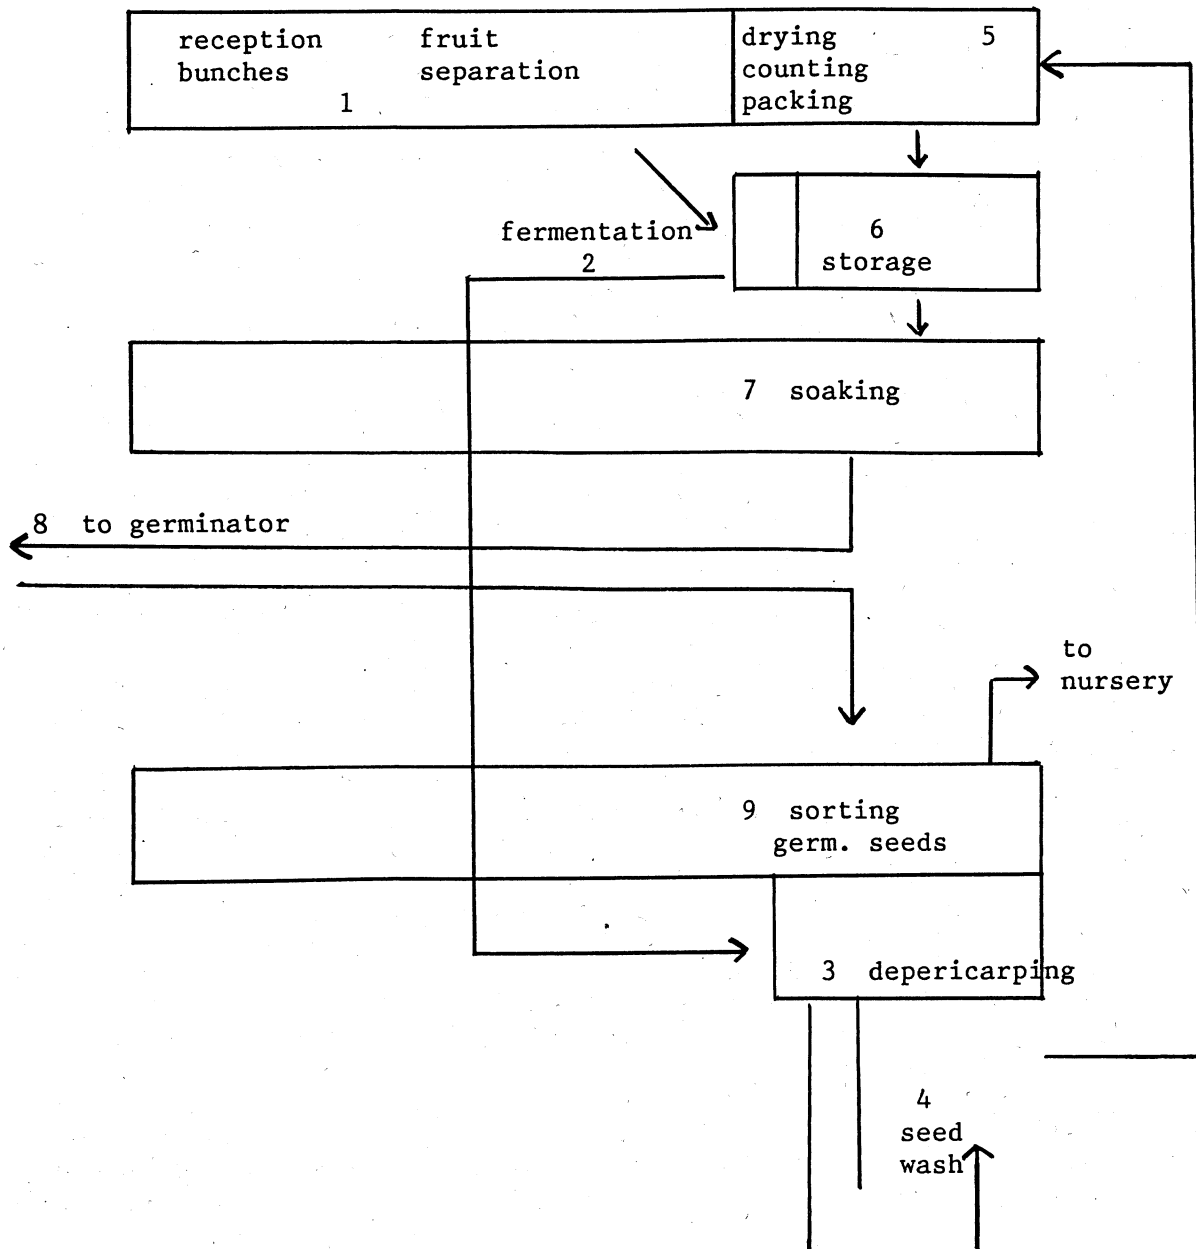 reception fruit drying 5
bunches separation counting
1 packing
fermentation 6
2 storage
7 soaking
8 to germinator
to
nursery
9 sorting
germ. seeds
3 depericarping
4
seed
wash